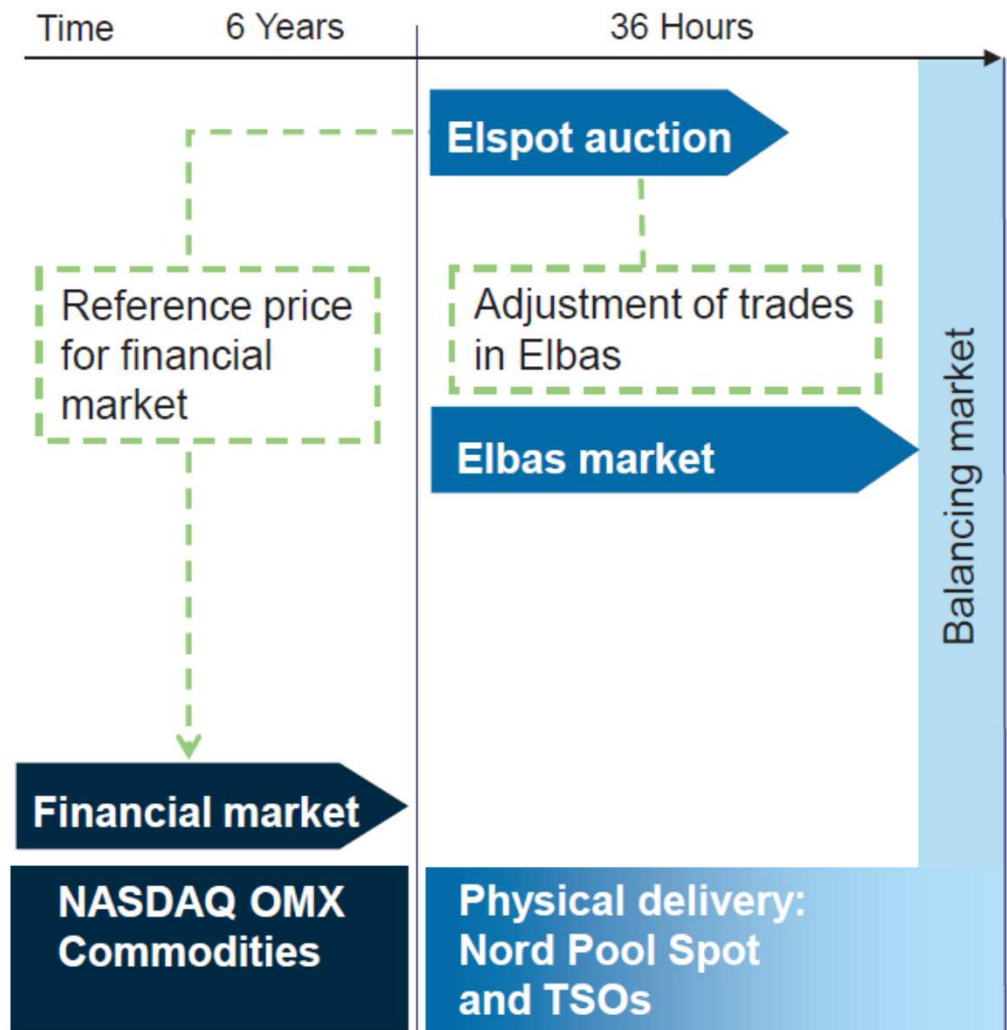 Time 6 Years 36 Hours
Elspot auction
Reference price
for financial
market
Adjustment of trades
in Elbas
Elbas market
Balancing market
Financial market
NASDAQ OMX
Commodities
Physical delivery:
Nord Pool Spot
and TSOs